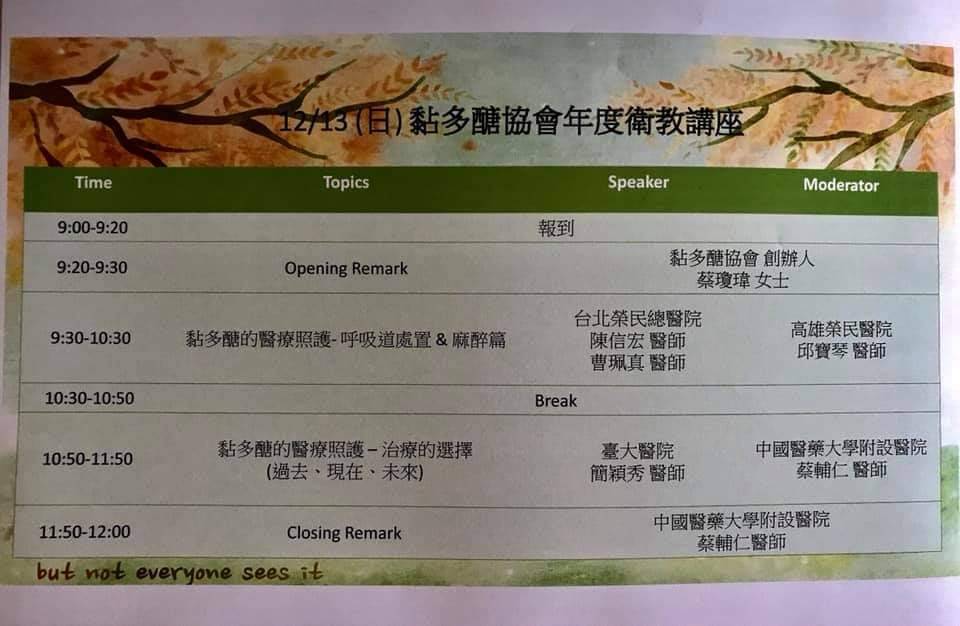 12/13 (日) 黏多醣協會年度衛教講座
Time Topics Speaker Moderator
9:00-9:20 報到
9:20-9:30 Opening Remark 黏多醣協會 創辦人
蔡瓊瑋 女士
9:30-10:30 黏多醣的醫療照護- 呼吸道處置 & 麻醉篇 台北榮民總醫院
陳信宏 醫師
曹珮真 醫師
高雄榮民醫院
邱寶琴 醫師
10:30-10:50 Break
10:50-11:50 黏多醣的醫療照護 – 治療的選擇
(過去、現在、未來)
臺大醫院
簡穎秀 醫師
中國醫藥大學附設醫院
蔡輔仁 醫師
11:50-12:00 Closing Remark 中國醫藥大學附設醫院
蔡輔仁醫師
but not everyone sees it